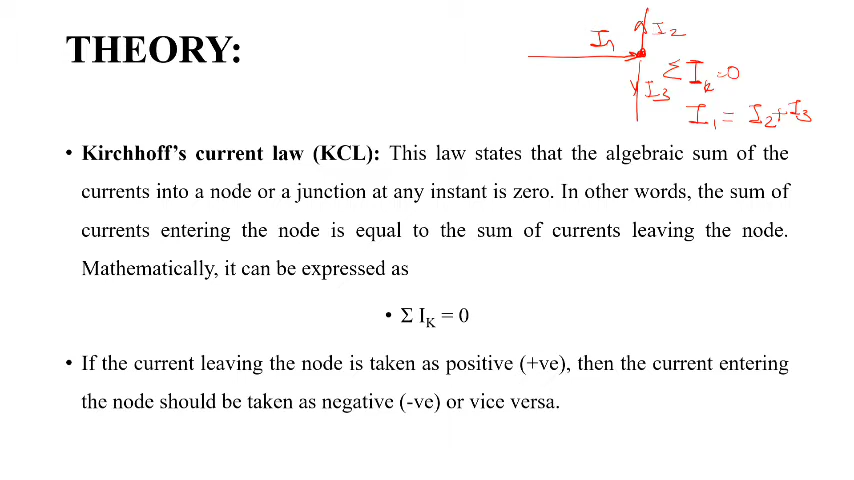 THEORY:
I1
I2
I3
Σ Ik = 0
I1 = I2 + I3
• Kirchhoff’s current law (KCL): This law states that the algebraic sum of the
currents into a node or a junction at any instant is zero. In other words, the sum of
currents entering the node is equal to the sum of currents leaving the node.
Mathematically, it can be expressed as
• Σ IK = 0
• If the current leaving the node is taken as positive (+ve), then the current entering
the node should be taken as negative (-ve) or vice versa.